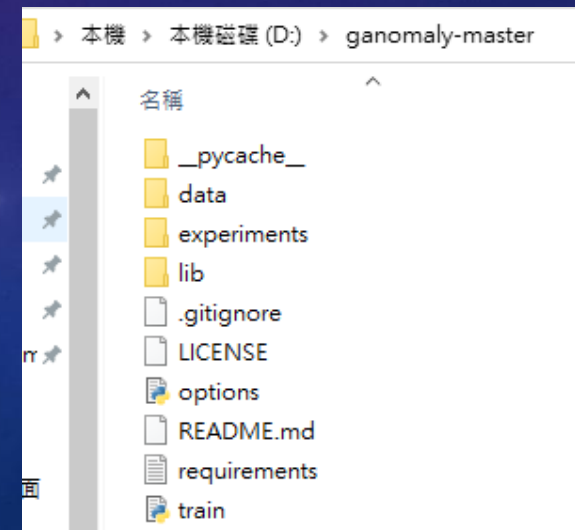 本機 › 本機磁碟 (D:) › ganomaly-master
名稱
__pycache__
data
experiments
lib
.gitignore
LICENSE
options
README.md
requirements
train
面